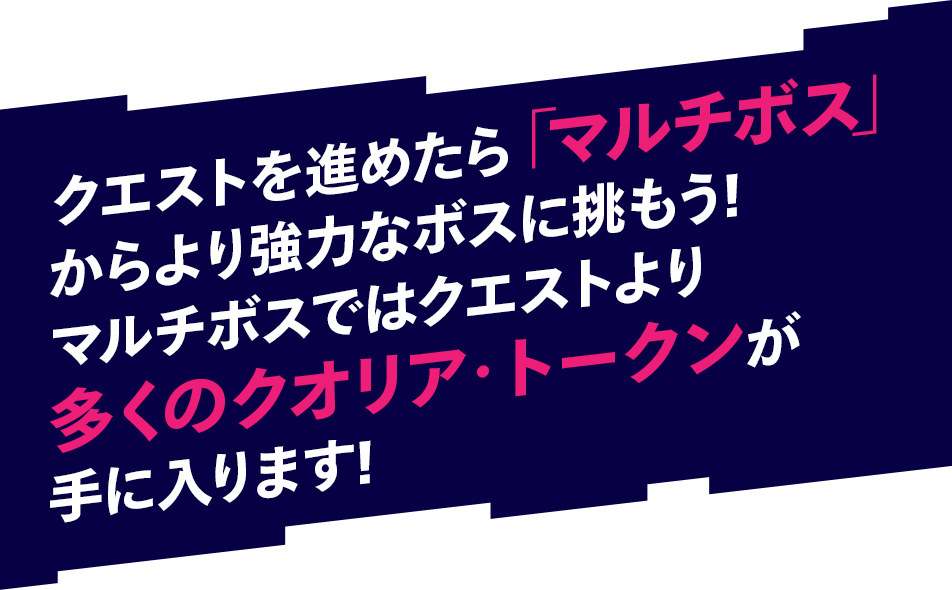 クエストを進めたら「マルチボス」
からより強力なボスに挑もう!
マルチボスではクエストより
多くのクオリア・トークンが
手に入ります!